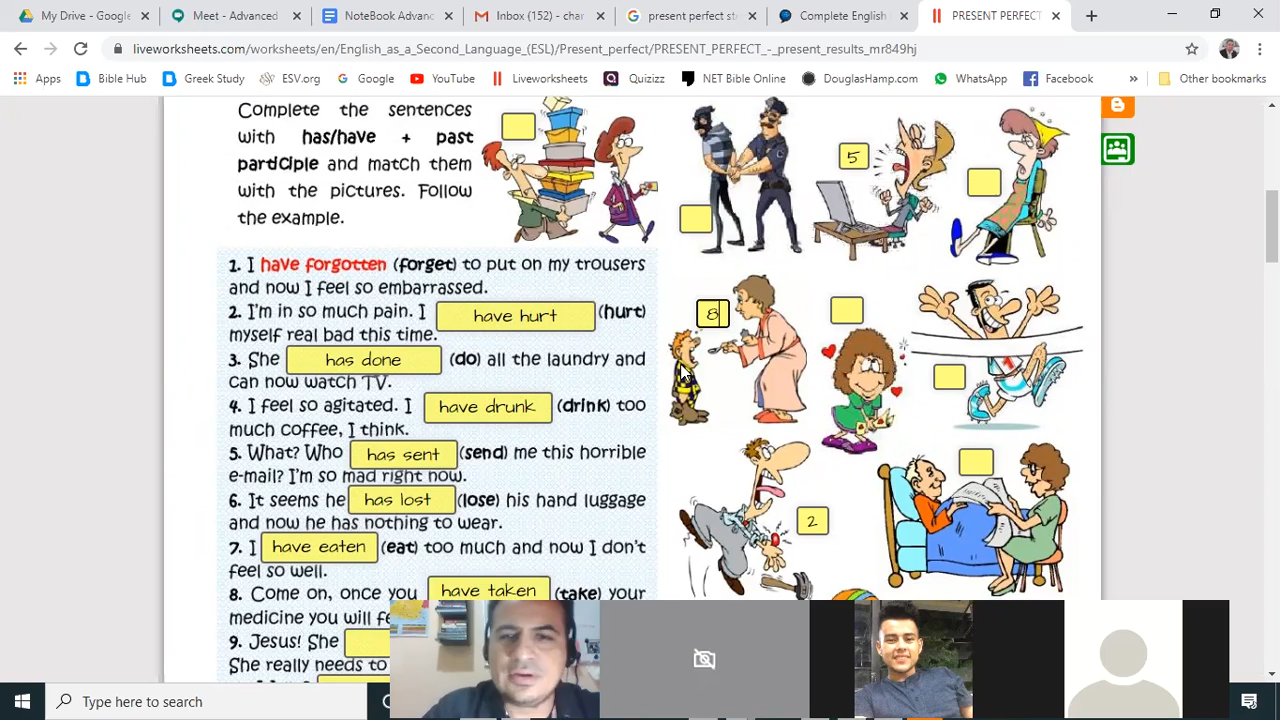 My Drive - Google
Meet - Advanced
NoteBook Advanc
Inbox (152) - char
present perfect
Complete English
PRESENT PERFECT
liveworksheets.com/worksheets/en/English_as_a_Second_Language_(ESL)/Present_perfect/PRESENT_PERFECT_-_present_results_mr849hj
Apps Bible Hub Greek Study ESV.org Google YouTube Liveworksheets Quizizz NET Bible Online DouglasHamp.com WhatsApp Facebook » Other bookmarks
Complete the sentences
with has/have + past
participle and match them
with the pictures. Follow
the example.
5
8
2
1. I have forgotten (forget) to put on my trousers
and now I feel so embarrassed.
2. I'm in so much pain. I have hurt (hurt)
myself real bad this time.
3. She has done (do) all the laundry and
can now watch TV.
4. I feel so agitated. I have drunk (drink) too
much coffee, I think.
5. What? Who has sent (send) me this horrible
e-mail? I'm so mad right now.
6. It seems he has lost (lose) his hand luggage
and now he has nothing to wear.
7. I have eaten (eat) too much and now I don't
feel so well.
8. Come on, once you have taken (take) your
medicine you will
9. Jesus! She
She really needs to
Type here to search